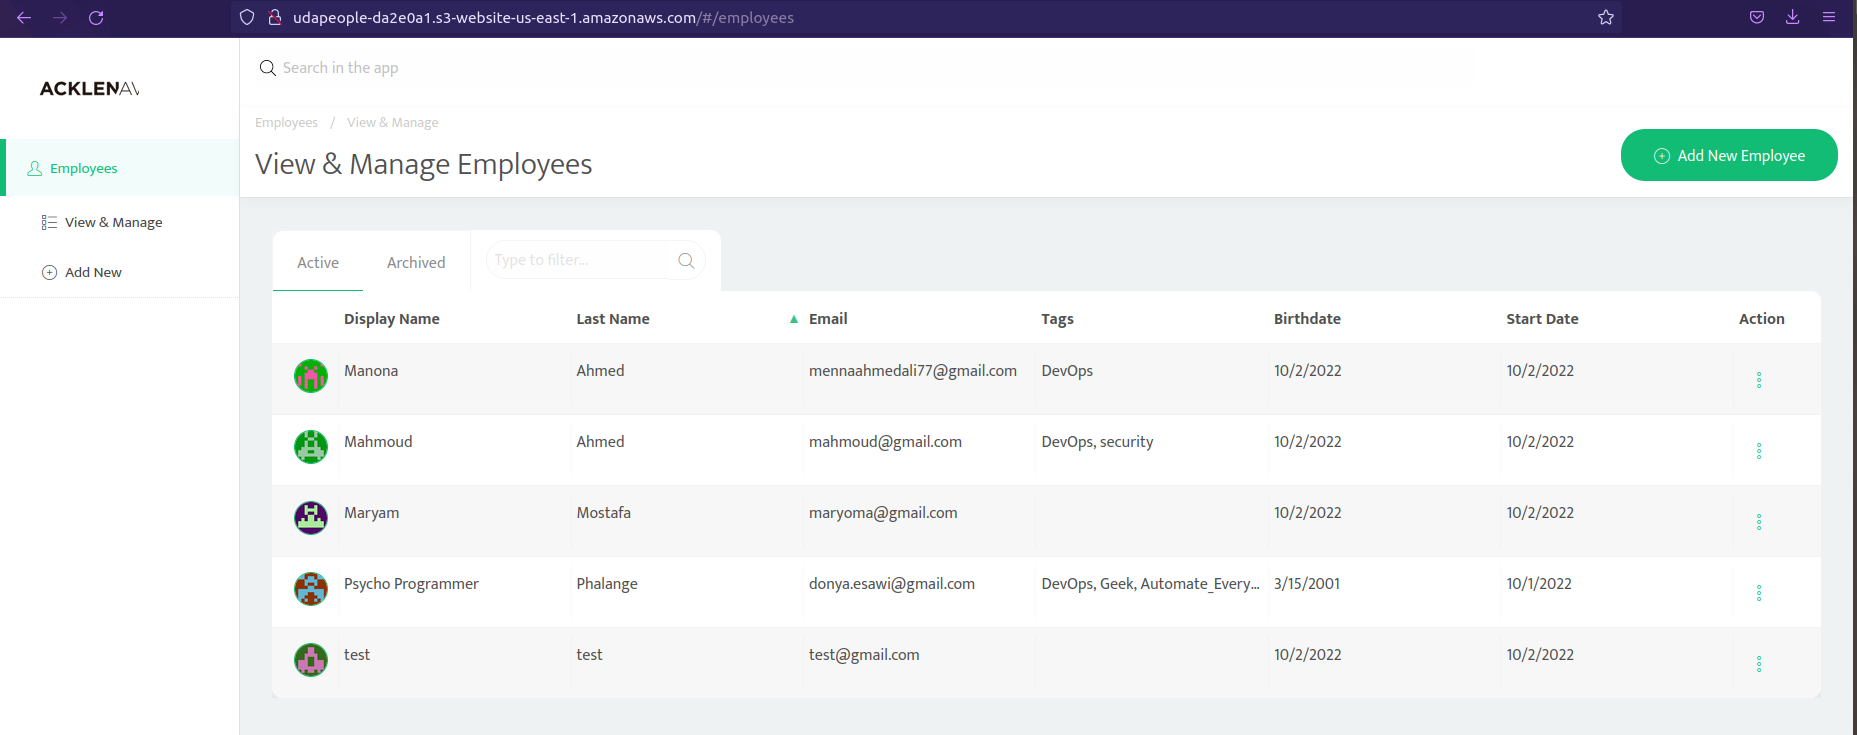 udapeople-da2e0a1.s3-website-us-east-1.amazonaws.com/#/employees
ACKLENAV
Search in the app
Employees / View & Manage
View & Manage Employees
Add New Employee
Employees
View & Manage
Add New
Active Archived Type to filter...
Display Name Last Name ▲ Email Tags Birthdate Start Date Action
Manona Ahmed mennaahmedali77@gmail.com DevOps 10/2/2022 10/2/2022
Mahmoud Ahmed mahmoud@gmail.com DevOps, security 10/2/2022 10/2/2022
Maryam Mostafa maryoma@gmail.com 10/2/2022 10/2/2022
Psycho Programmer Phalange donya.esawi@gmail.com DevOps, Geek, Automate_Every... 3/15/2001 10/1/2022
test test test@gmail.com 10/2/2022 10/2/2022